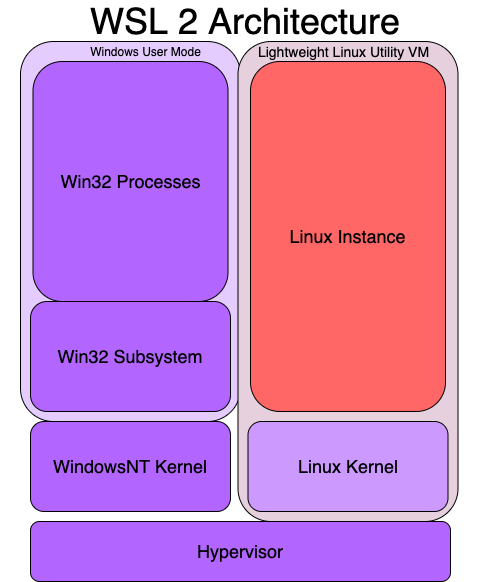 WSL 2 Architecture
Windows User Mode
Lightweight Linux Utility VM
Win32 Processes
Linux Instance
Win32 Subsystem
WindowsNT Kernel
Linux Kernel
Hypervisor